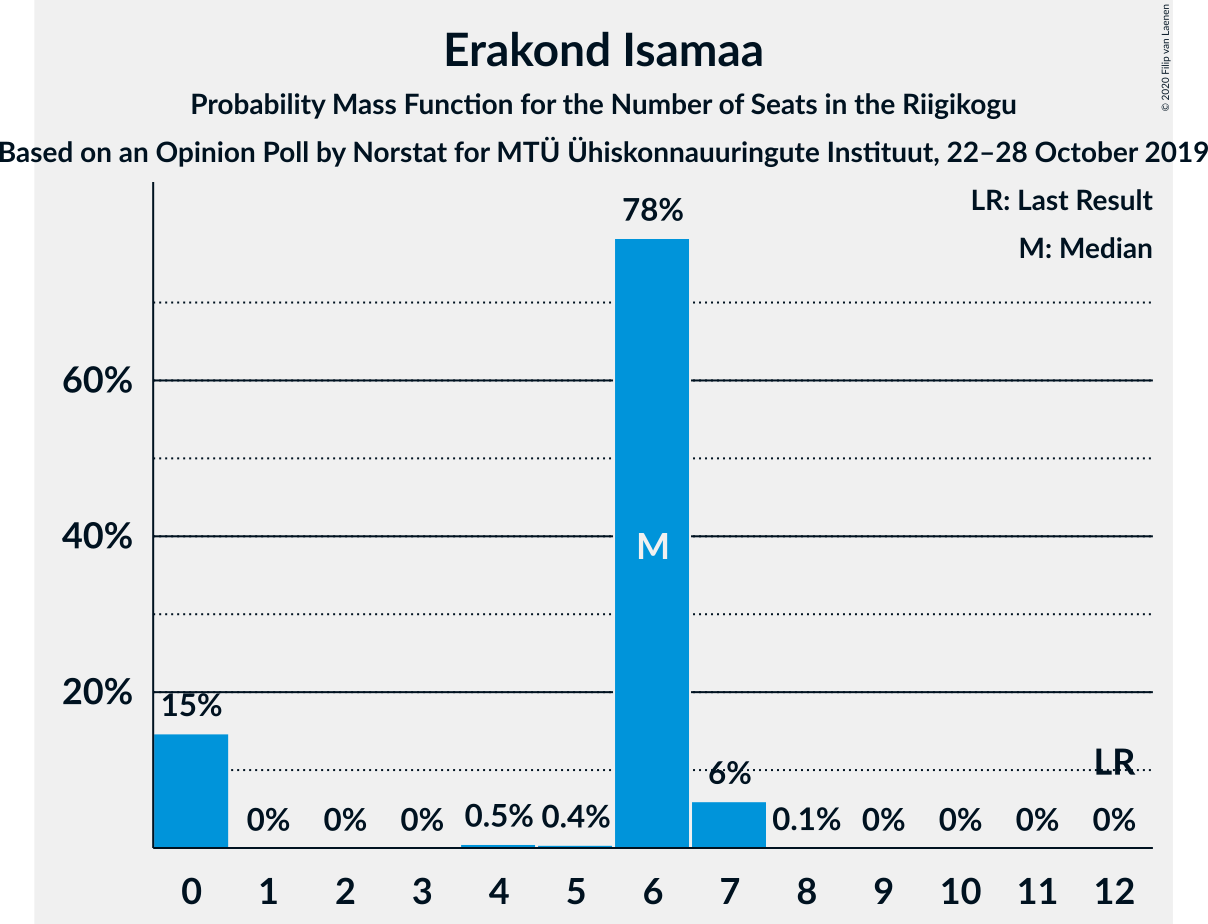 Erakond Isamaa
Probability Mass Function for the Number of Seats in the Riigikogu
Based on an Opinion Poll by Norstat for MTÜ Ühiskonnauuringute Instituut, 22–28 October 2019
© 2020 Filip van Laenen
LR: Last Result
M: Median
78%
60%
40%
M
20%
15%
LR
6%
0% 0% 0% 0.5% 0.4% 0.1% 0% 0% 0% 0%
0 1 2 3 4 5 6 7 8 9 10 11 12